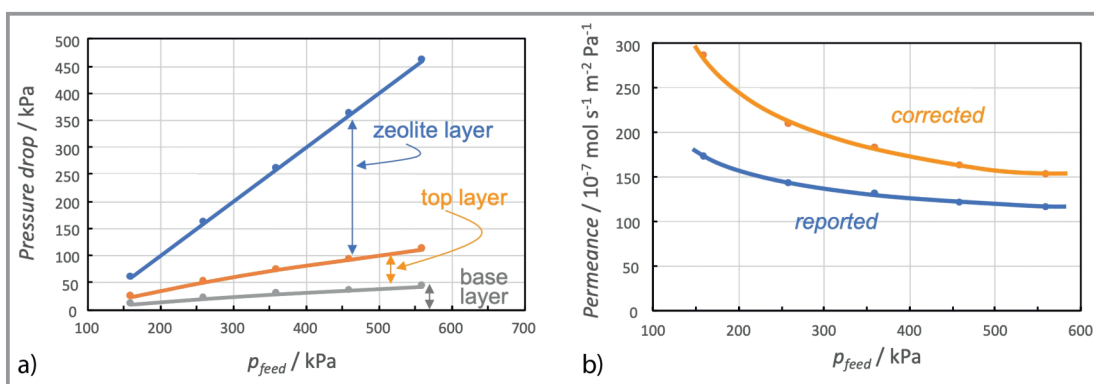 500
450
400
350
300
250
200
150
100
50
0
100 200 300 400 500 600 700
Pressure drop / kPa
p_feed / kPa
zeolite layer
top layer
base
layer
a)
300
250
200
150
100
50
0
100 200 300 400 500 600
Permeance / 10⁻⁷ mol s⁻¹ m⁻² Pa⁻¹
p_feed / kPa
corrected
reported
b)